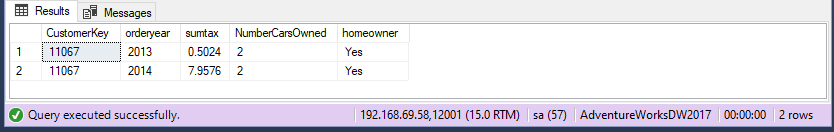 Results Messages
CustomerKey orderyear sumtax NumberCarsOwned homeowner
1 11067 2013 0.5024 2 Yes
2 11067 2014 7.9576 2 Yes
Query executed successfully. 192.168.69.58,12001 (15.0 RTM) sa (57) AdventureWorksDW2017 00:00:00 2 rows